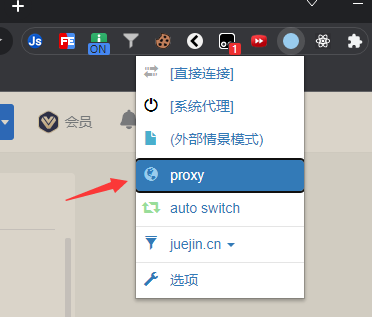 Js
FE
ON
1
会员
[直接连接]
[系统代理]
(外部情景模式)
proxy
auto switch
juejin.cn
选项